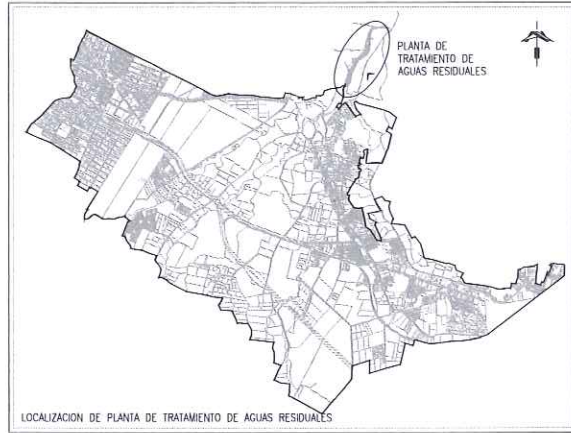 PLANTA DE
TRATAMIENTO DE
AGUAS RESIDUALES
LOCALIZACION DE PLANTA DE TRATAMIENTO DE AGUAS RESIDUALES